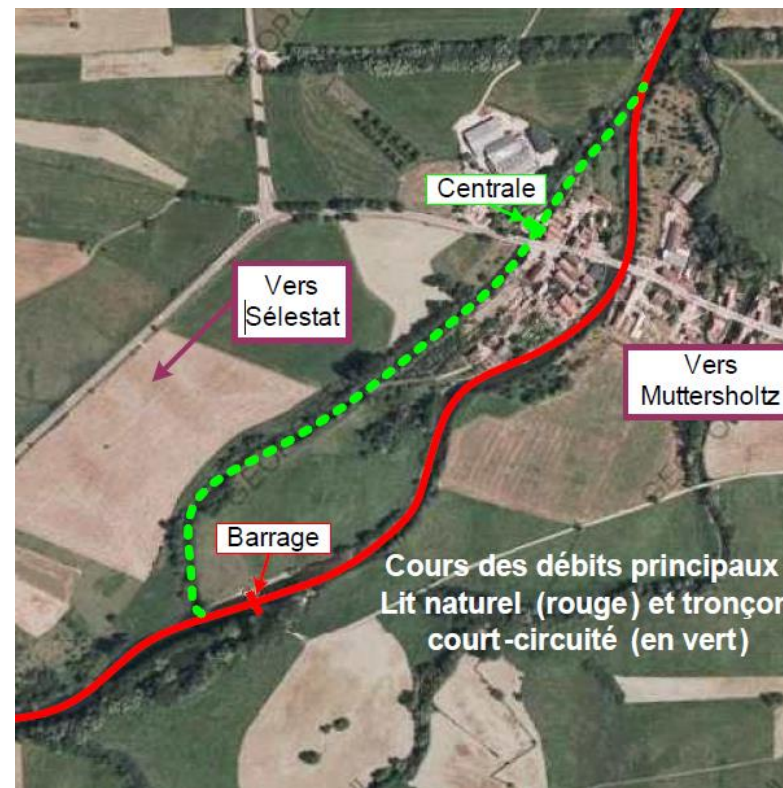 Centrale
Vers
Sélestat
Vers
Muttersholtz
Barrage
Cours des débits principaux
Lit naturel (rouge) et tronçon
court-circuité (en vert)